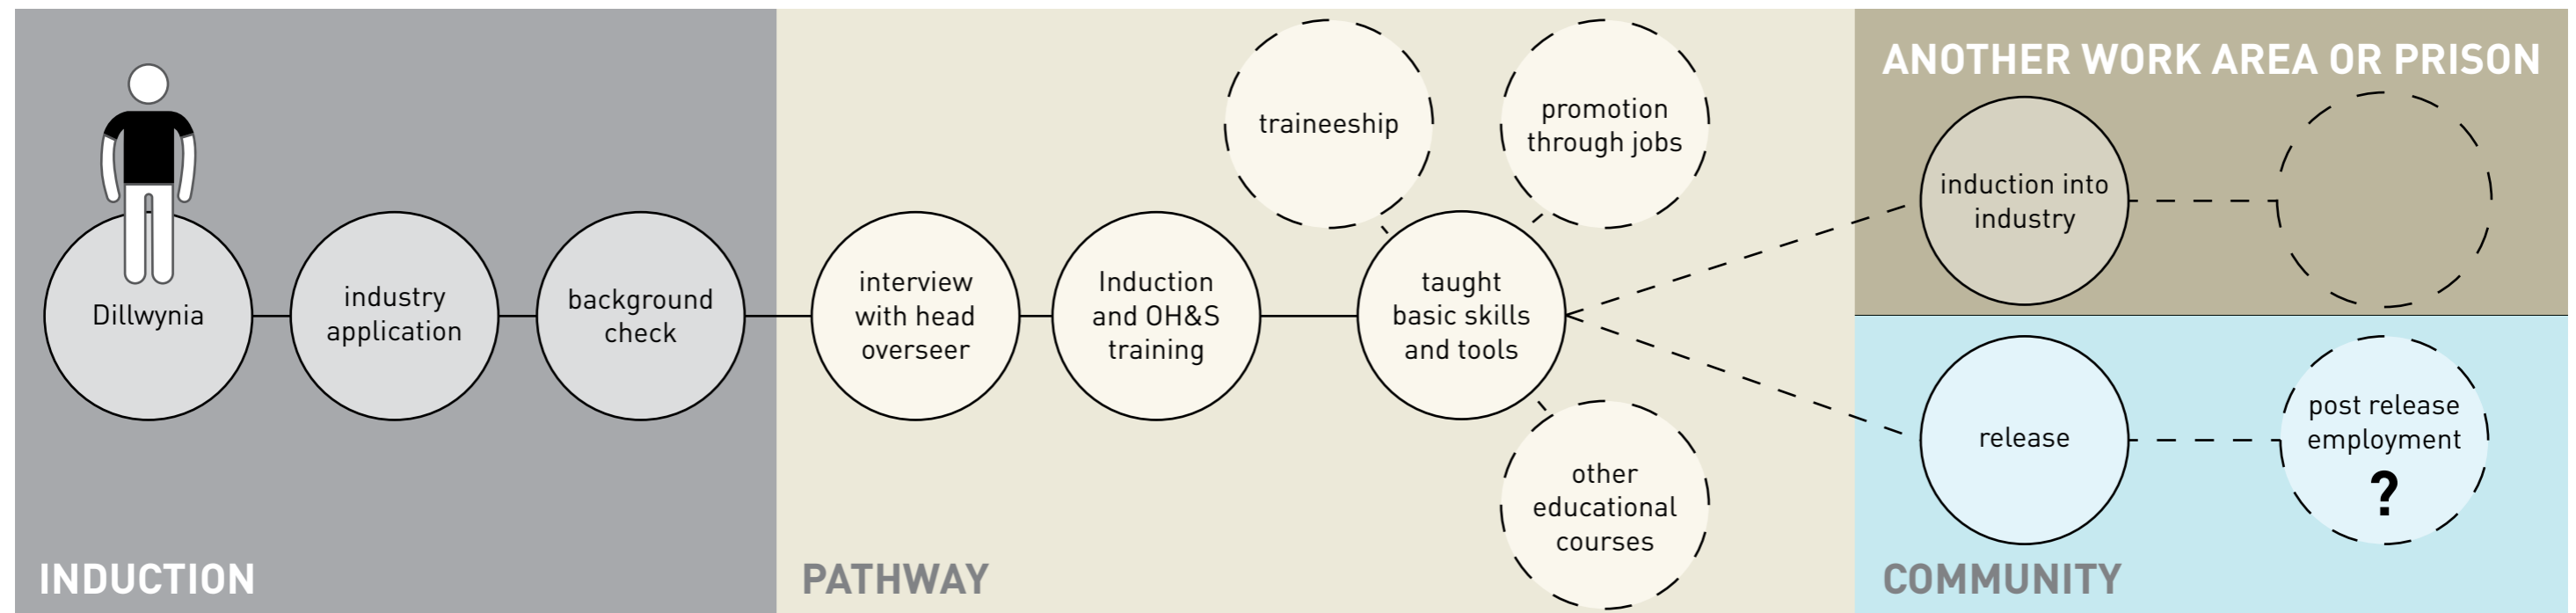 Dillwynia
industry
application
background
check
INDUCTION
interview
with head
overseer
Induction
and OH&S
training
taught
basic skills
and tools
traineeship
promotion
through jobs
other
educational
courses
PATHWAY
ANOTHER WORK AREA OR PRISON
induction into
industry
release
post release
employment
?
COMMUNITY